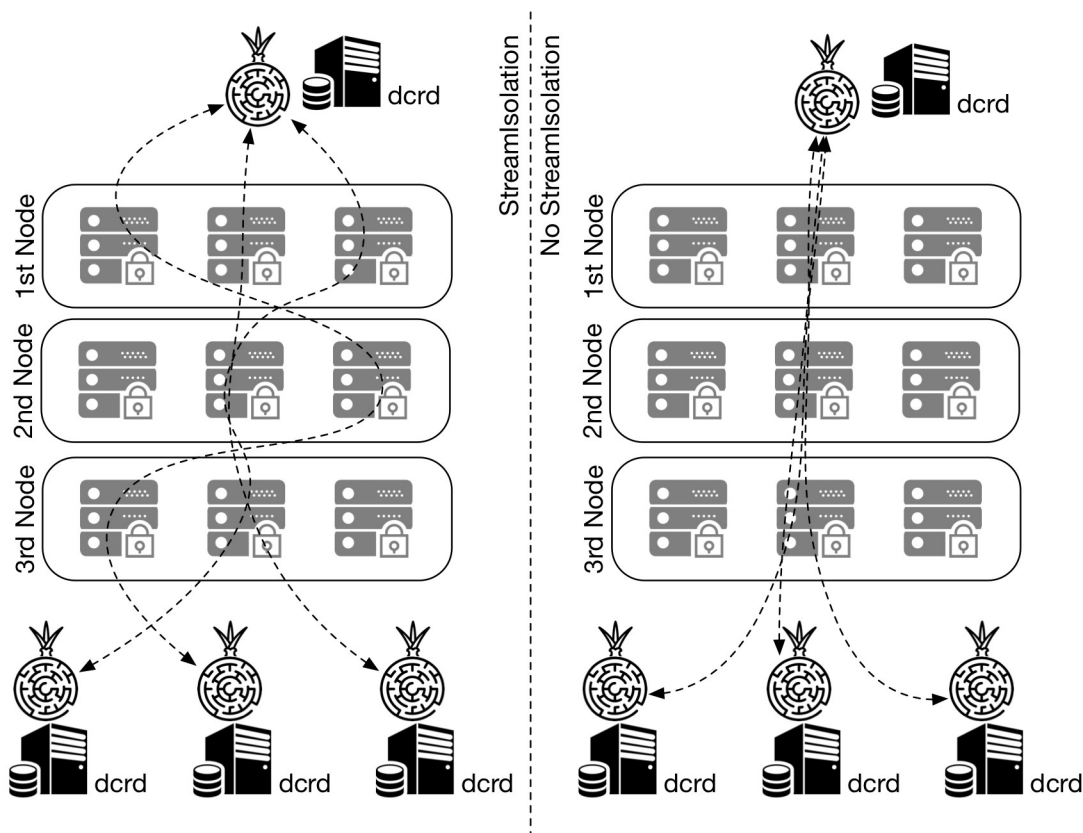 dcrd
StreamIsolation
No StreamIsolation
dcrd
1st Node
2nd Node
3rd Node
1st Node
2nd Node
3rd Node
dcrd
dcrd
dcrd
dcrd
dcrd
dcrd